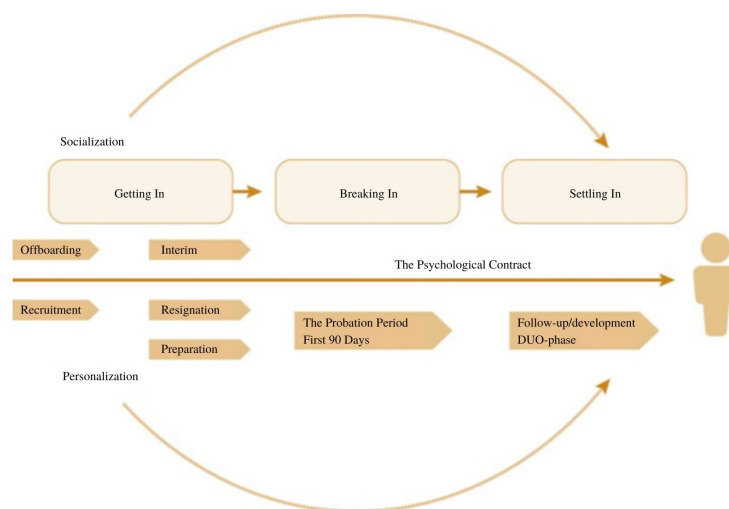 Socialization
Getting In
Breaking In
Settling In
Offboarding
Interim
The Psychological Contract
Recruitment
Resignation
The Probation Period
First 90 Days
Follow-up/development
DUO-phase
Preparation
Personalization